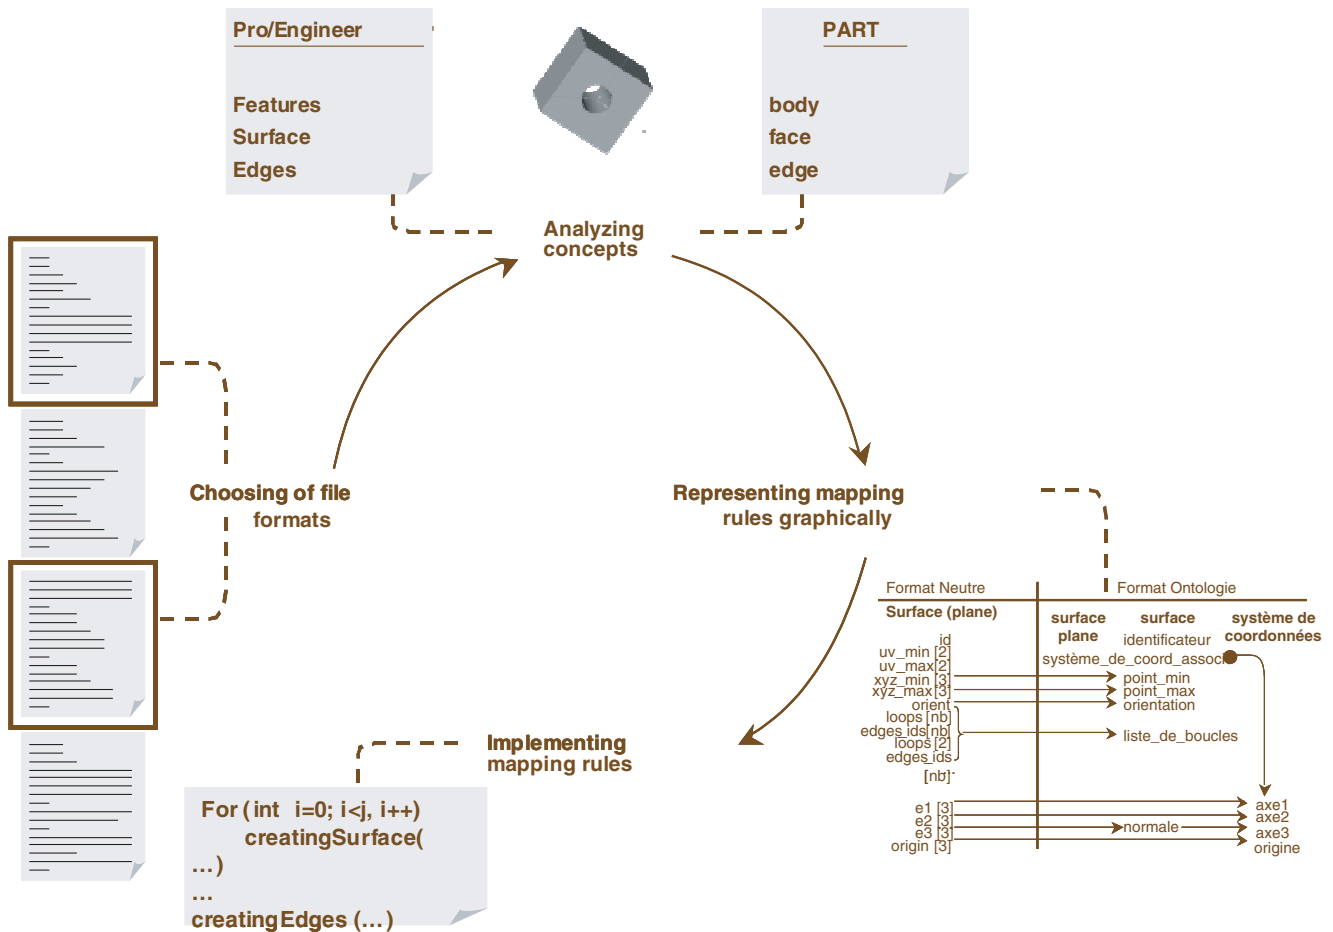 Pro/Engineer
Features
Surface
Edges
PART
body
face
edge
Analyzing
concepts
Choosing of file
formats
Representing mapping
rules graphically
Format Neutre
Format Ontologie
Surface (plane)
surface
plane
surface
système de
coordonnées
id
identificateur
uv_min [2]
système_de_coord_associ
uv_max[2]
xyz_min [3]
point_min
xyz_max[3]
point_max
orient
orientation
loops [nb]
edges_ids[nb]
liste_de_boucles
loops [2]
edges_ids
[nb]
e1 [3]
axe1
e2 [3]
axe2
e3 [3]
normale
axe3
origin [3]
origine
Implementing
mapping rules
For (int i=0; i<j, i++)
creatingSurface(
…)
…
creatingEdges (…)